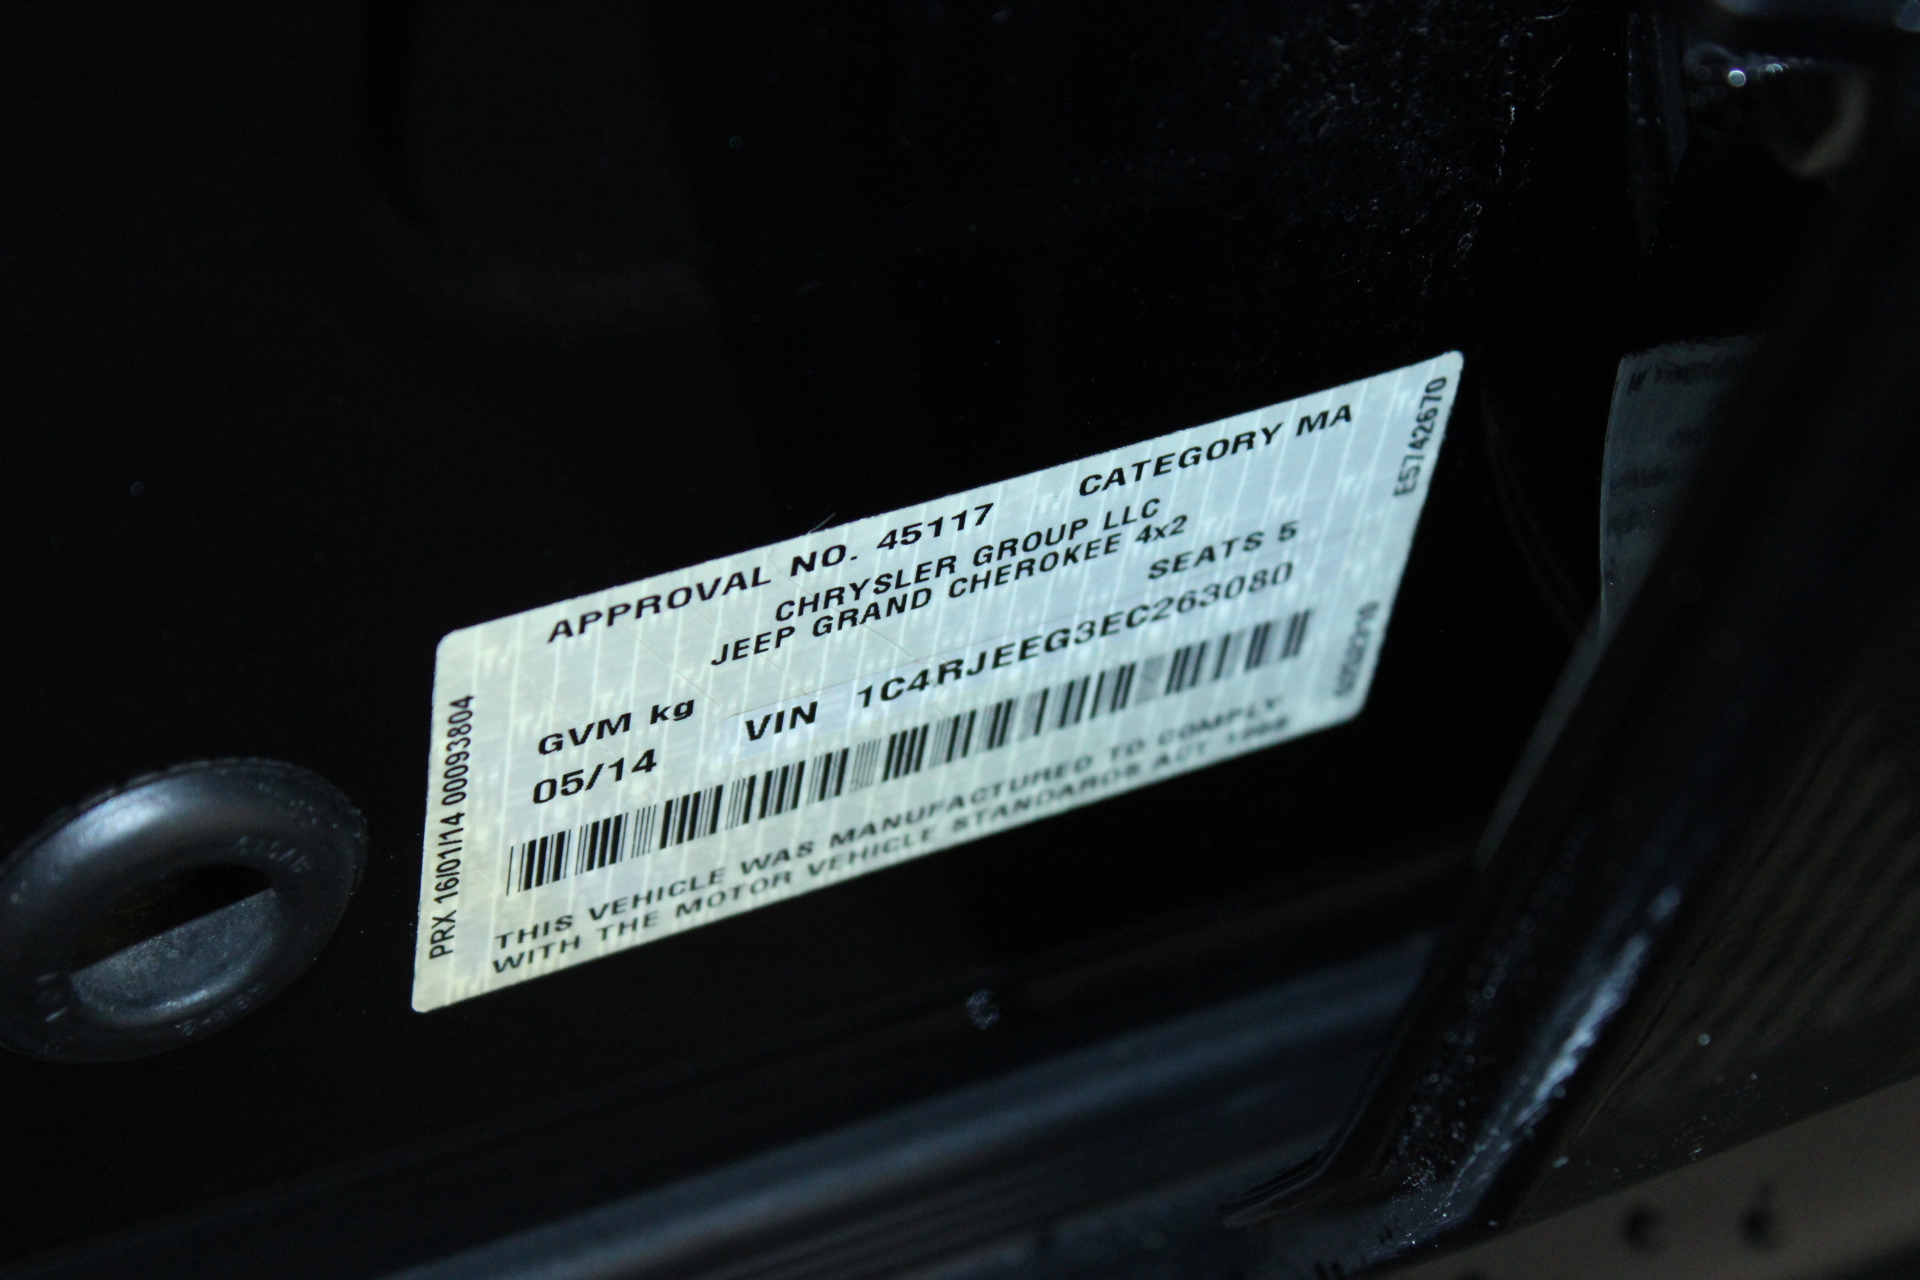 APPROVAL NO. 45117 CATEGORY MA
CHRYSLER GROUP LLC
JEEP GRAND CHEROKEE 4x2
SEATS 5
GVM kg
VIN 1C4RJEEG3EC263080
05/14
THIS VEHICLE WAS MANUFACTURED TO COMPLY
WITH THE MOTOR VEHICLE STANDARDS ACT
PRX 16/01/14 00093804
E5742670